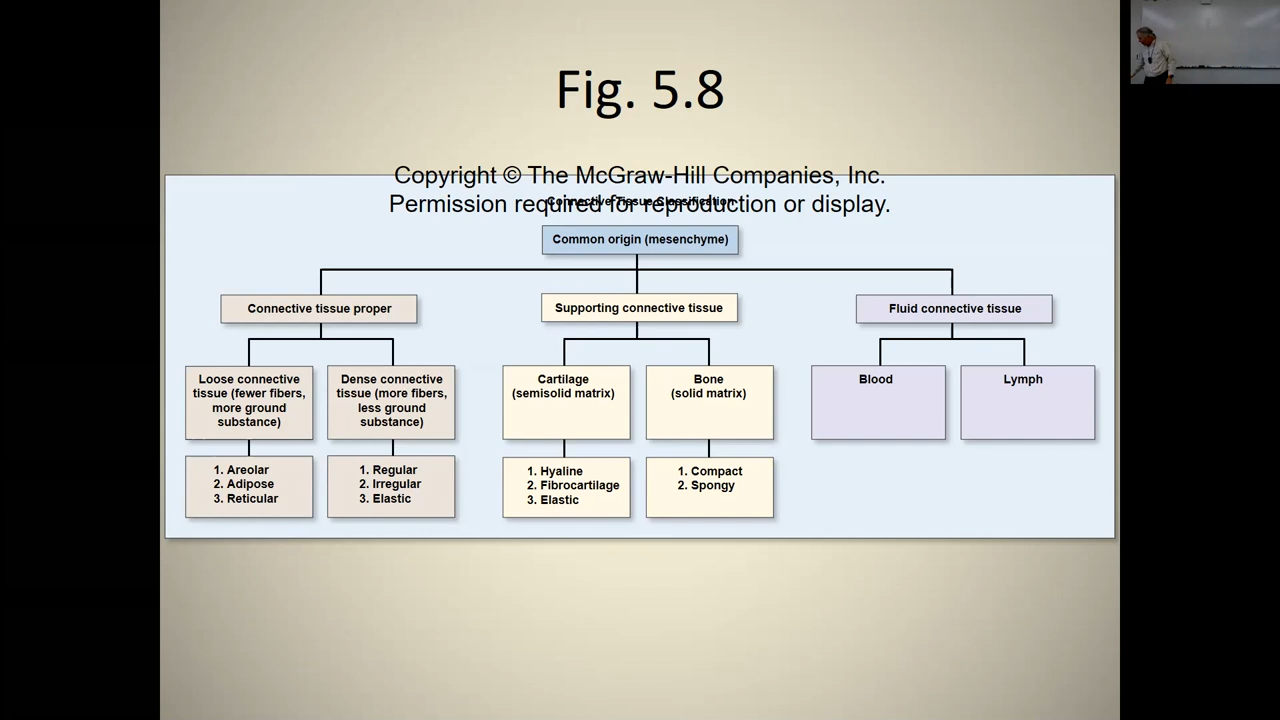 Fig. 5.8
Copyright © The McGraw-Hill Companies, Inc.
Permission required for reproduction or display.
Connective Tissue Classification
Common origin (mesenchyme)
Connective tissue proper
Supporting connective tissue
Fluid connective tissue
Loose connective
tissue (fewer fibers,
more ground
substance)
Dense connective
tissue (more fibers,
less ground
substance)
Cartilage
(semisolid matrix)
Bone
(solid matrix)
Blood
Lymph
1. Areolar
2. Adipose
3. Reticular
1. Regular
2. Irregular
3. Elastic
1. Hyaline
2. Fibrocartilage
3. Elastic
1. Compact
2. Spongy